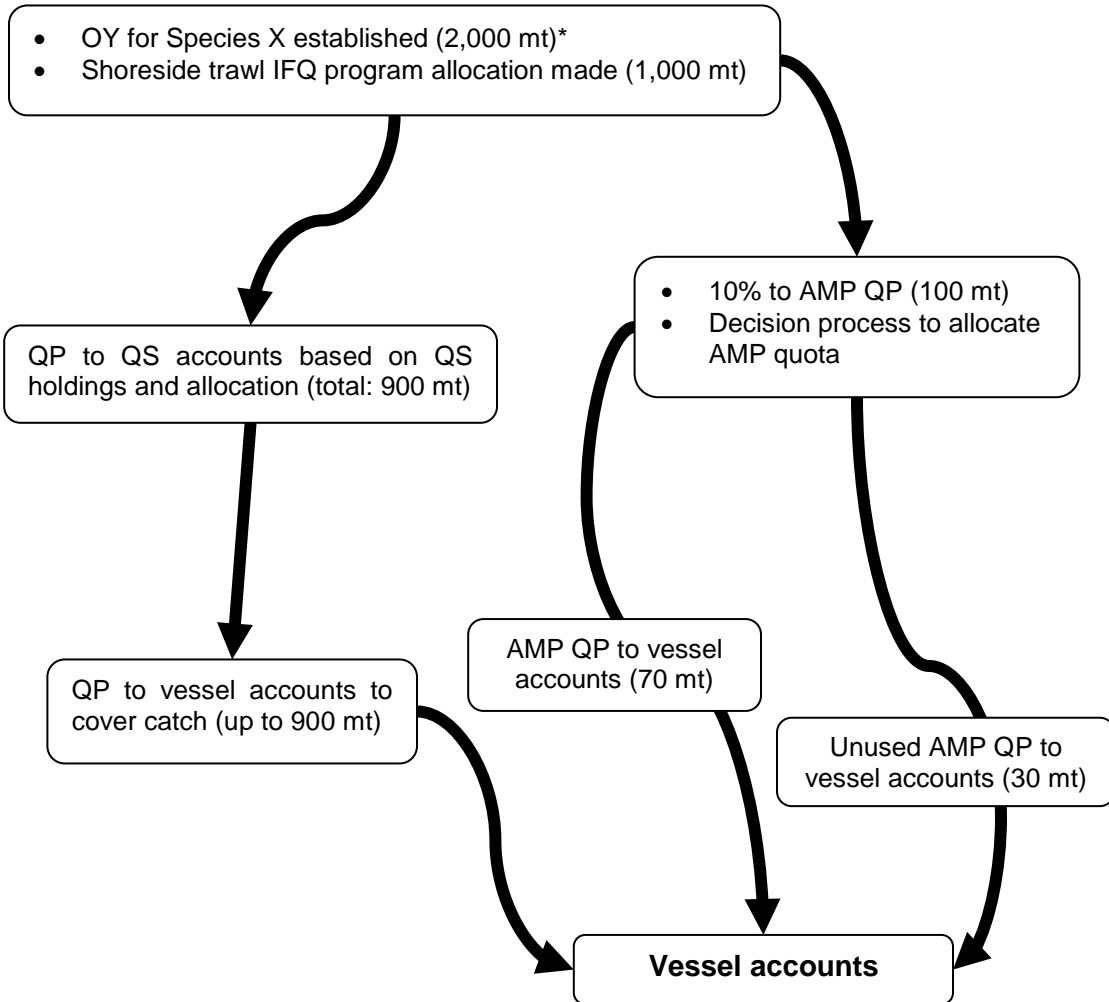 • OY for Species X established (2,000 mt)*
• Shoreside trawl IFQ program allocation made (1,000 mt)
• 10% to AMP QP (100 mt)
• Decision process to allocate
AMP quota
QP to QS accounts based on QS
holdings and allocation (total: 900 mt)
AMP QP to vessel
accounts (70 mt)
QP to vessel accounts to
cover catch (up to 900 mt)
Unused AMP QP to
vessel accounts (30 mt)
Vessel accounts